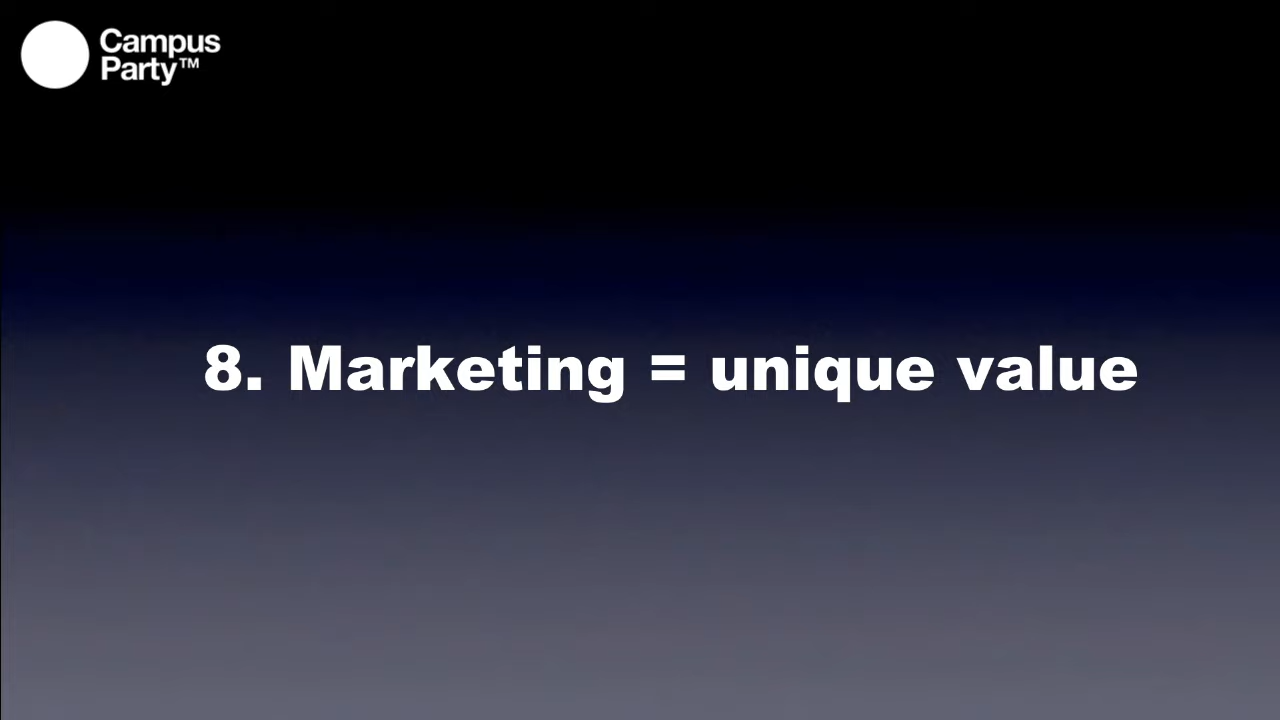 Campus
Party™
8. Marketing = unique value